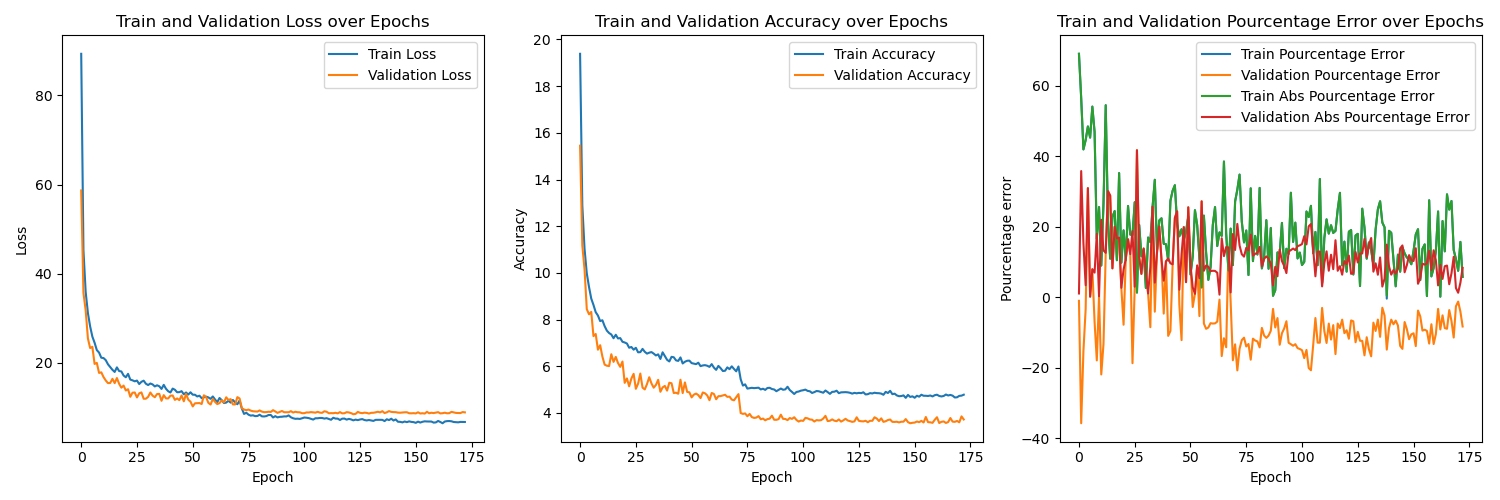 Train and Validation Loss over Epochs
Loss
80
60
40
20
Train Loss
Validation Loss
0 25 50 75 100 125 150 175
Epoch
Train and Validation Accuracy over Epochs
Accuracy
20
18
16
14
12
10
8
6
4
Train Accuracy
Validation Accuracy
0 25 50 75 100 125 150 175
Epoch
Train and Validation Pourcentage Error over Epochs
Pourcentage error
60
40
20
0
−20
−40
Train Pourcentage Error
Validation Pourcentage Error
Train Abs Pourcentage Error
Validation Abs Pourcentage Error
0 25 50 75 100 125 150 175
Epoch